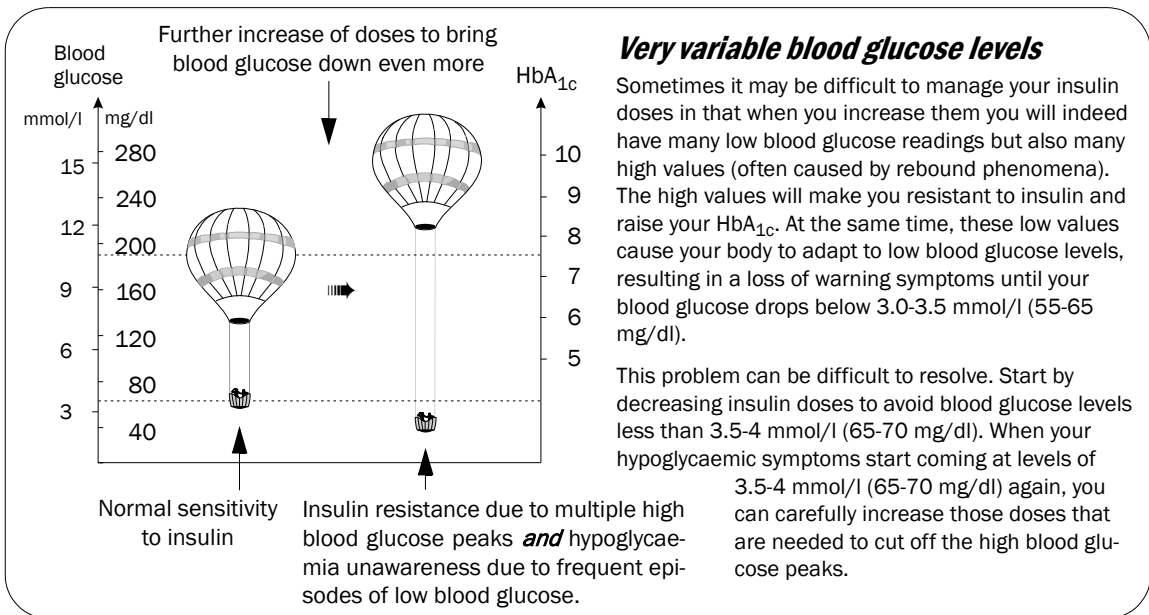 Further increase of doses to bring
blood glucose down even more
Blood
glucose
mmol/l
mg/dl
HbA1c
15
12
9
6
3
280
240
200
160
120
80
40
10
9
8
7
6
5
Normal sensitivity
to insulin
Insulin resistance due to multiple high
blood glucose peaks and hypoglycae-
mia unawareness due to frequent epi-
sodes of low blood glucose.
Very variable blood glucose levels
Sometimes it may be difficult to manage your insulin
doses in that when you increase them you will indeed
have many low blood glucose readings but also many
high values (often caused by rebound phenomena).
The high values will make you resistant to insulin and
raise your HbA1c. At the same time, these low values
cause your body to adapt to low blood glucose levels,
resulting in a loss of warning symptoms until your
blood glucose drops below 3.0-3.5 mmol/l (55-65
mg/dl).
This problem can be difficult to resolve. Start by
decreasing insulin doses to avoid blood glucose levels
less than 3.5-4 mmol/l (65-70 mg/dl). When your
hypoglycaemic symptoms start coming at levels of
3.5-4 mmol/l (65-70 mg/dl) again, you
can carefully increase those doses that
are needed to cut off the high blood glu-
cose peaks.